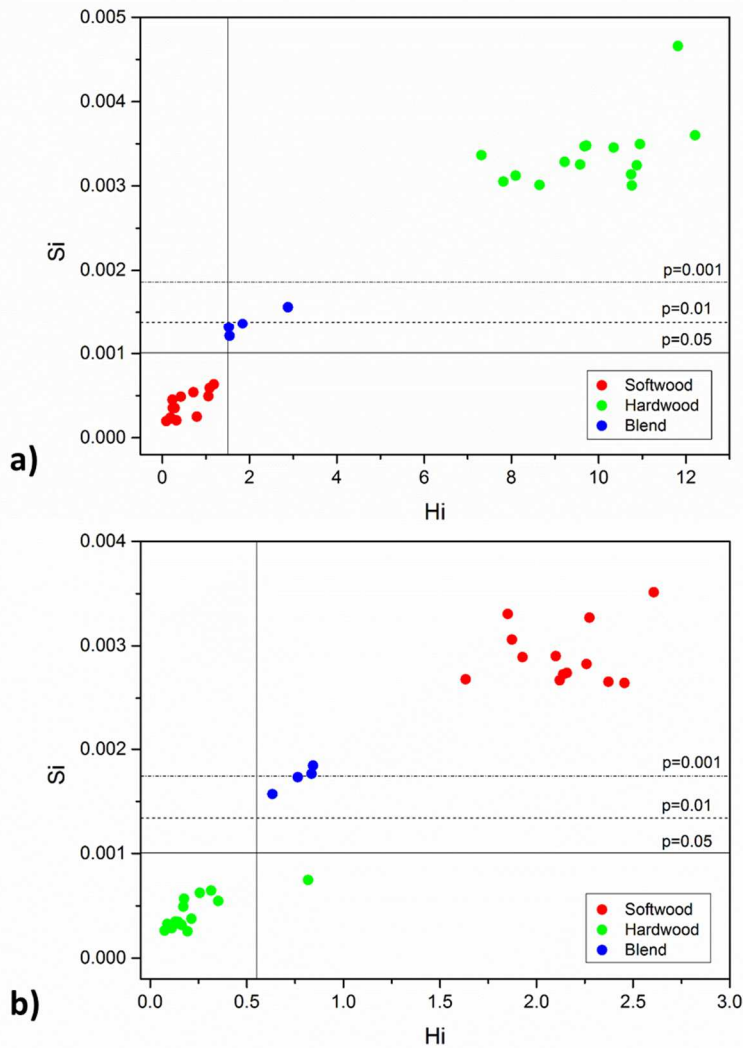 0.005
0.004
0.003
0.002
0.001
0.000
Si
p=0.001
p=0.01
p=0.05
Softwood
Hardwood
Blend
a)
0 2 4 6 8 10 12
Hi
0.004
0.003
0.002
0.001
0.000
Si
p=0.001
p=0.01
p=0.05
Softwood
Hardwood
Blend
b)
0.0 0.5 1.0 1.5 2.0 2.5 3.0
Hi